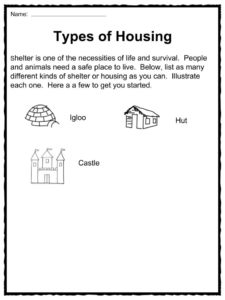 Name: ___________________
Types of Housing
Shelter is one of the necessities of life and survival.  People
and animals need a safe place to live.  Below, list as many
different kinds of shelter or housing as you can.  Illustrate
each one.  Here a a few to get you started.
Igloo
Hut
Castle